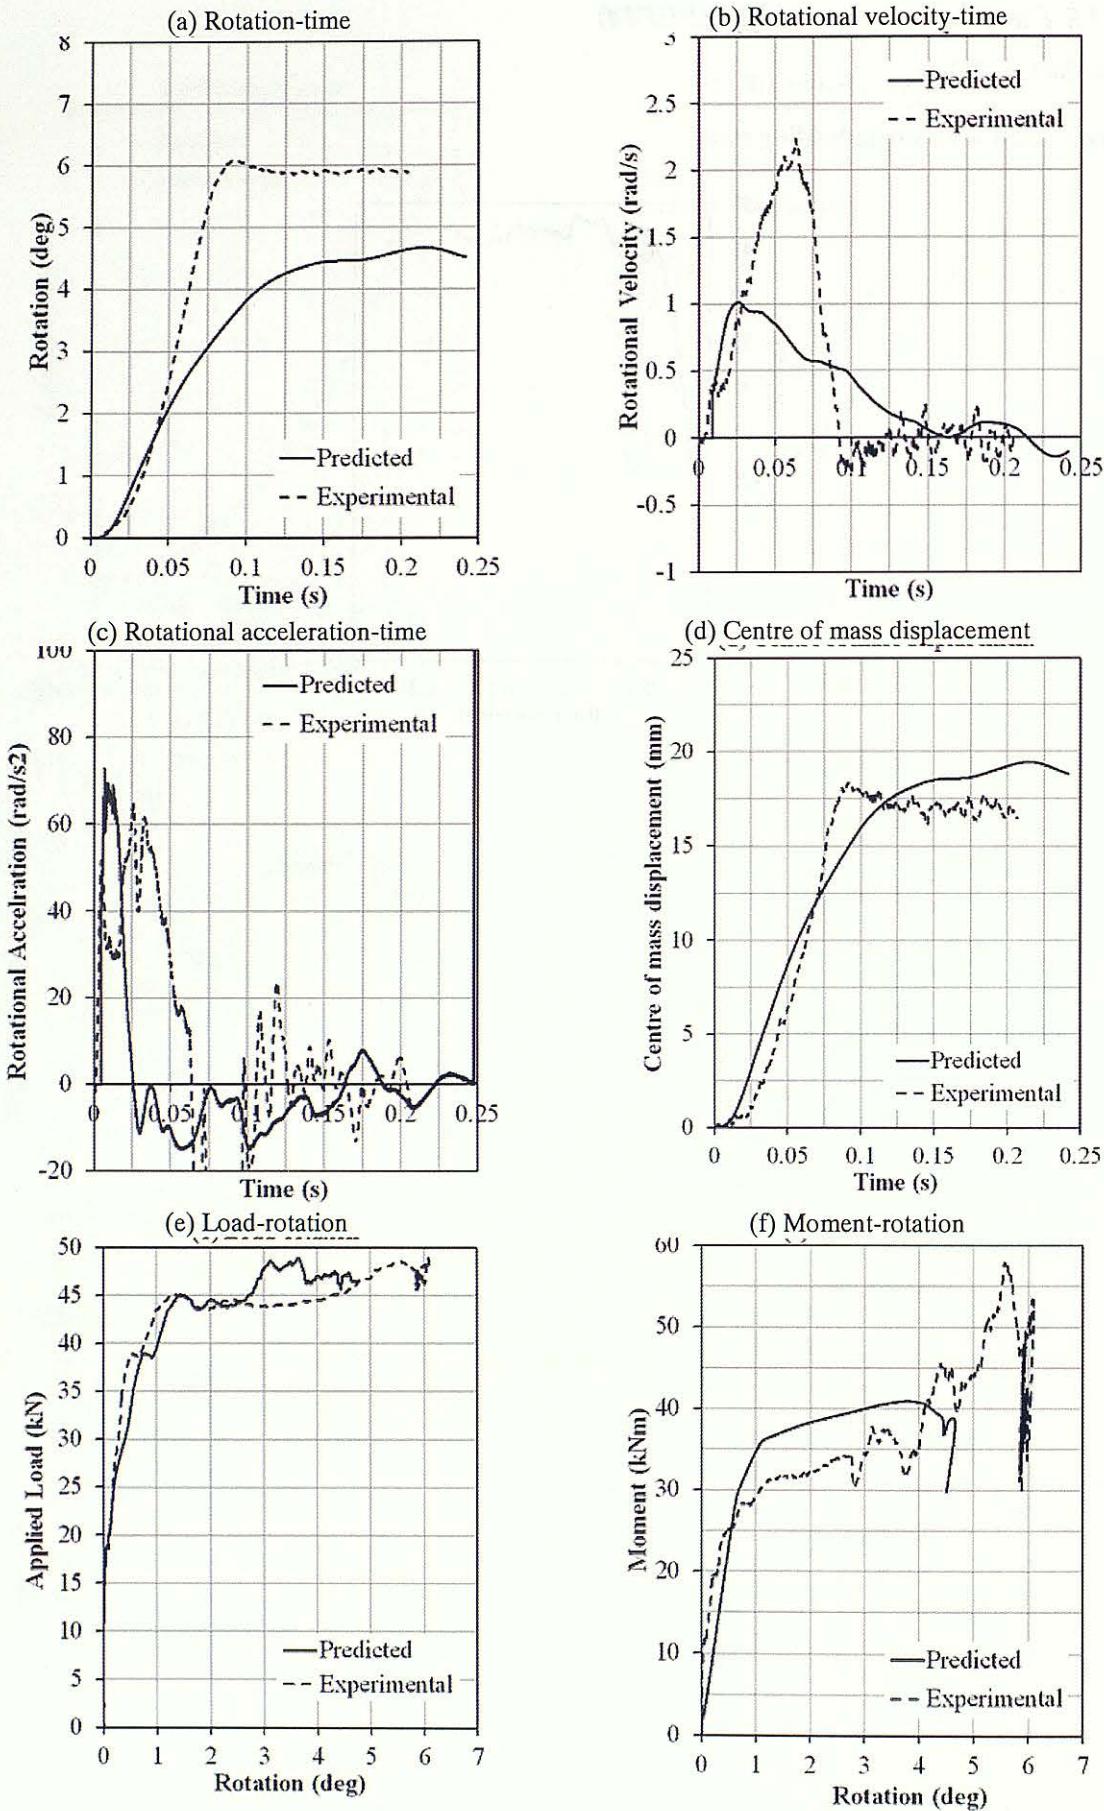 (a) Rotation-time
8
7
6
5
4
3
2
1
0
Rotation (deg)
Predicted
Experimental
0 0.05 0.1 0.15 0.2 0.25
Time (s)
(b) Rotational velocity-time
3
2.5
2
1.5
1
0.5
0
-0.5
-1
Rotational Velocity (rad/s)
Predicted
Experimental
0 0.05 0.1 0.15 0.2 0.25
Time (s)
(c) Rotational acceleration-time
100
80
60
40
20
0
-20
Rotational Accelration (rad/s2)
Predicted
Experimental
0 0.05 0.1 0.15 0.2 0.25
Time (s)
(d) Centre of mass displacement
25
20
15
10
5
0
Centre of mass displacement (mm)
Predicted
Experimental
0 0.05 0.1 0.15 0.2 0.25
Time (s)
(e) Load-rotation
50
45
40
35
30
25
20
15
10
5
0
Applied Load (kN)
Predicted
Experimental
0 1 2 3 4 5 6 7
Rotation (deg)
(f) Moment-rotation
60
50
40
30
20
10
0
Moment (kNm)
Predicted
Experimental
0 1 2 3 4 5 6 7
Rotation (deg)